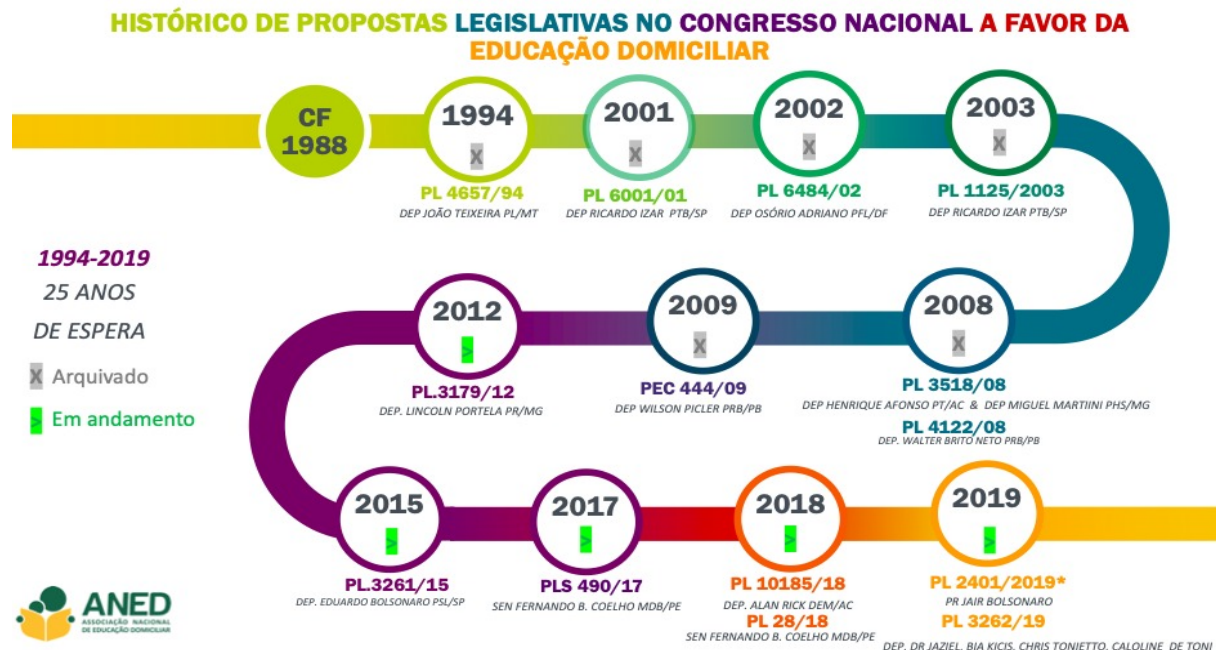 HISTÓRICO DE PROPOSTAS LEGISLATIVAS NO CONGRESSO NACIONAL A FAVOR DA
EDUCAÇÃO DOMICILIAR
CF
1988
1994
X
PL 4657/94
DEP JOÃO TEIXEIRA PL/MT
2001
X
PL 6001/01
DEP RICARDO IZAR PTB/SP
2002
X
PL 6484/02
DEP OSÓRIO ADRIANO PFL/DF
2003
X
PL 1125/2003
DEP RICARDO IZAR PTB/SP
1994-2019
25 ANOS
DE ESPERA
X Arquivado
> Em andamento
2012
>
PL.3179/12
DEP. LINCOLN PORTELA PR/MG
2009
X
PEC 444/09
DEP WILSON PICLER PRB/PB
2008
X
PL 3518/08
DEP HENRIQUE AFONSO PT/AC & DEP MIGUEL MARTIINI PHS/MG
PL 4122/08
DEP. WALTER BRITO NETO PRB/PB
2015
>
PL.3261/15
DEP. EDUARDO BOLSONARO PSL/SP
2017
>
PLS 490/17
SEN FERNANDO B. COELHO MDB/PE
2018
>
PL 10185/18
DEP. ALAN RICK DEM/AC
PL 28/18
SEN FERNANDO B. COELHO MDB/PE
2019
>
PL 2401/2019*
PR JAIR BOLSONARO
PL 3262/19
DEP. DR JAZIEL, BIA KICIS, CHRIS TONIETTO, CALOLINE DE TONI
ANED
ASSOCIAÇÃO NACIONAL
DE EDUCAÇÃO DOMICILIAR